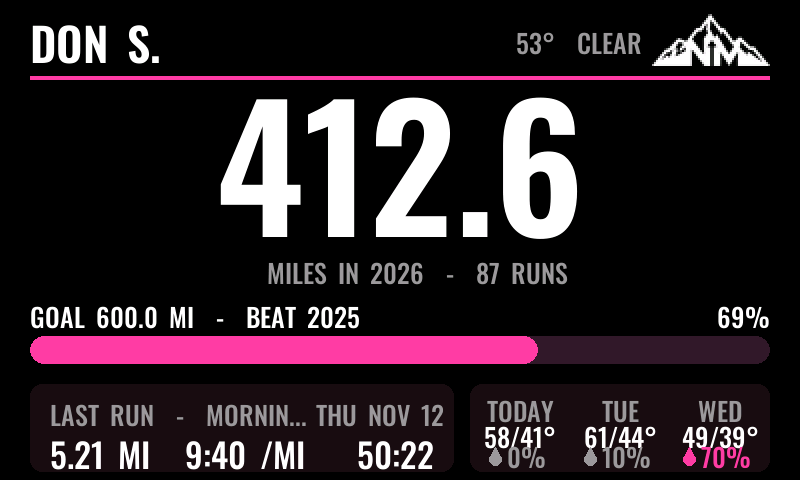 DON S.
53° CLEAR
NM
412.6
MILES IN 2026 - 87 RUNS
GOAL 600.0 MI - BEAT 2025 69%
LAST RUN - MORNIN... THU NOV 12
5.21 MI 9:40 /MI 50:22
TODAY TUE WED
58/41° 61/44° 49/39°
0% 10% 70%